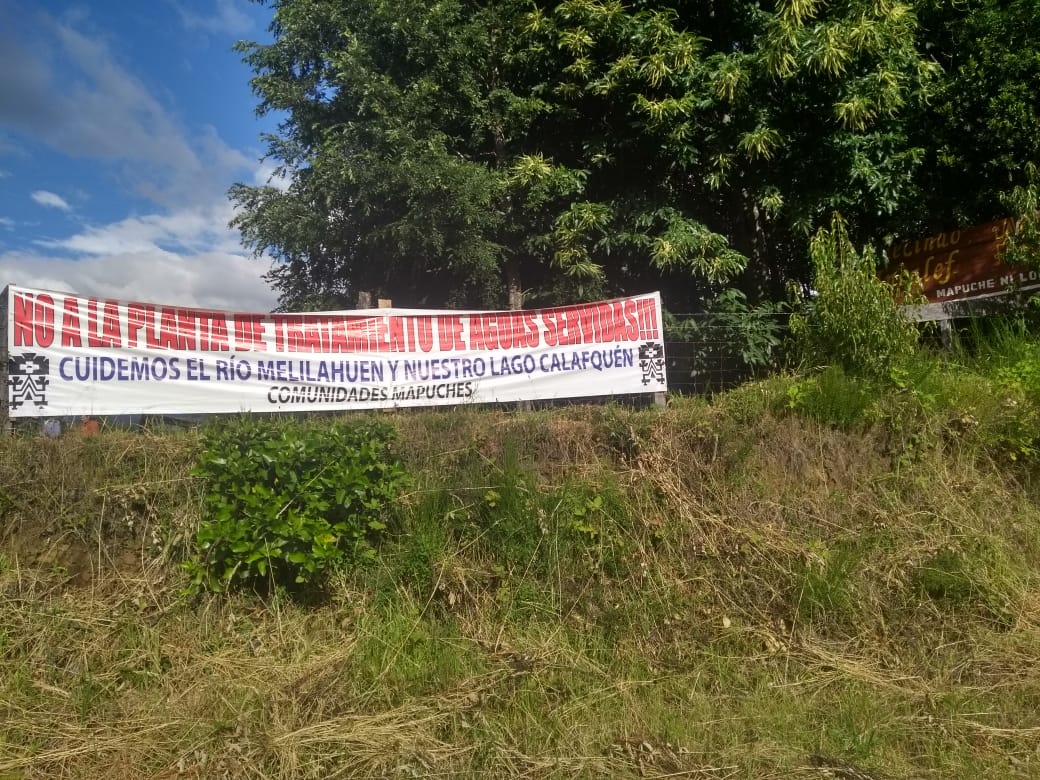 NO A LA PLANTA DE TRATAMIENTO DE AGUAS SERVIDAS!!!
CUIDEMOS EL RÍO MELILAHUEN Y NUESTRO LAGO CALAFQUÉN
COMUNIDADES MAPUCHES
MAPUCHE